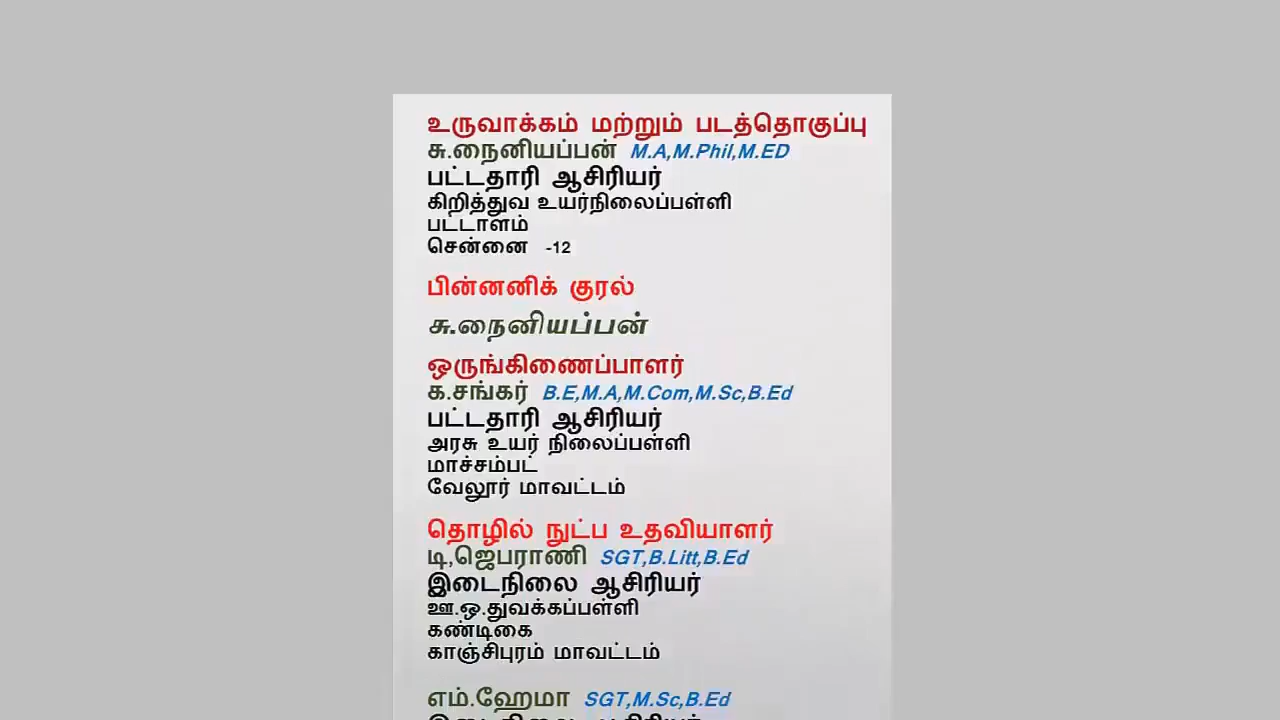 உருவாக்கம் மற்றும் படத்தொகுப்பு
சு.நைனியப்பன் M.A,M.Phil,M.ED
பட்டதாரி ஆசிரியர்
கிறித்துவ உயர்நிலைப்பள்ளி
பட்டாளம்
சென்னை -12
பின்னனிக் குரல்
சு.நைனியப்பன்
ஒருங்கிணைப்பாளர்
க.சங்கர் B.E,M.A,M.Com,M.Sc,B.Ed
பட்டதாரி ஆசிரியர்
அரசு உயர் நிலைப்பள்ளி
மாச்சம்பட்
வேலூர் மாவட்டம்
தொழில் நுட்ப உதவியாளர்
டி,ஜெபராணி SGT,B.Litt,B.Ed
இடைநிலை ஆசிரியர்
ஊ.ஒ.துவக்கப்பள்ளி
கண்டிகை
காஞ்சிபுரம் மாவட்டம்
எம்.ஹேமா SGT,M.Sc,B.Ed